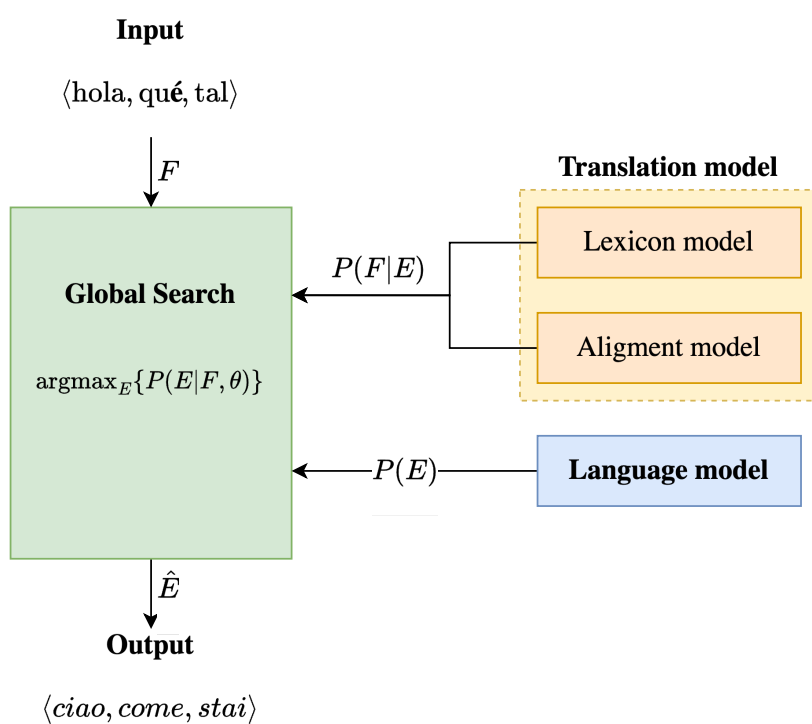 Input
⟨hola, qué, tal⟩
F
Translation model
Lexicon model
P(F|E)
Global Search
Aligment model
argmax_E{P(E|F, θ)}
P(E)
Language model
Ê
Output
⟨ciao, come, stai⟩